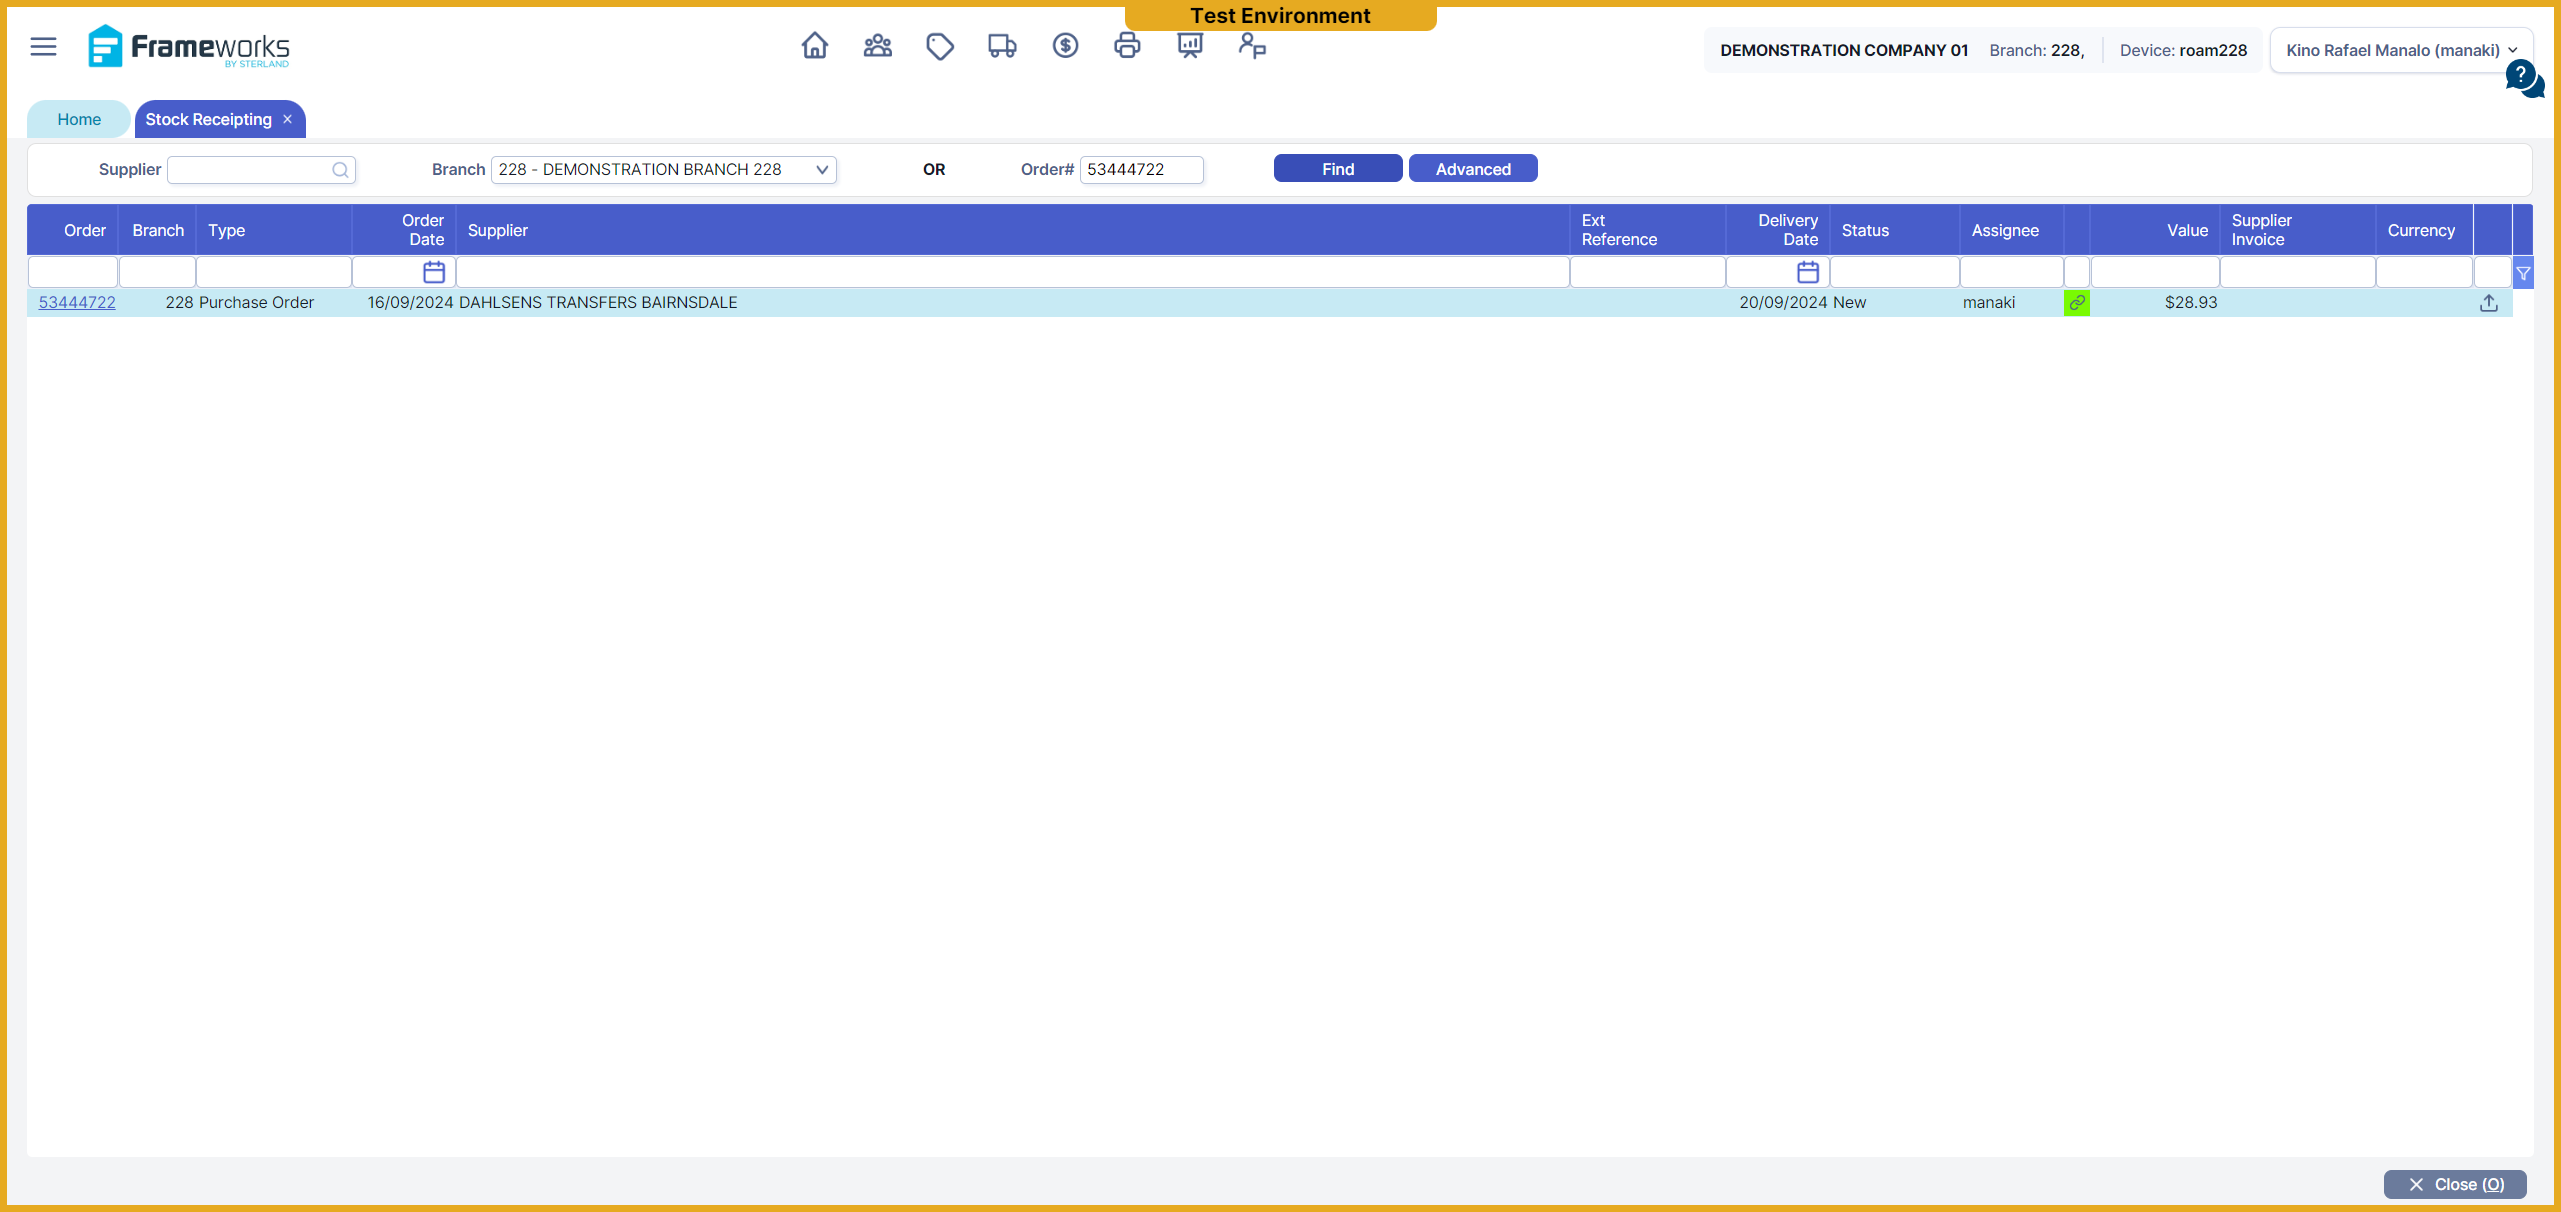 Test Environment
Frameworks
BY STERLAND
DEMONSTRATION COMPANY 01 Branch: 228, Device: roam228
Kino Rafael Manalo (manaki)
?
Home
Stock Receipting ×
Supplier
Branch 228 - DEMONSTRATION BRANCH 228
OR
Order# 53444722
Find
Advanced
Order Branch Type Order Date Supplier Ext Reference Delivery Date Status Assignee Value Supplier Invoice Currency
53444722 228 Purchase Order 16/09/2024 DAHLSENS TRANSFERS BAIRNSDALE 20/09/2024 New manaki $28.93
Close (O)